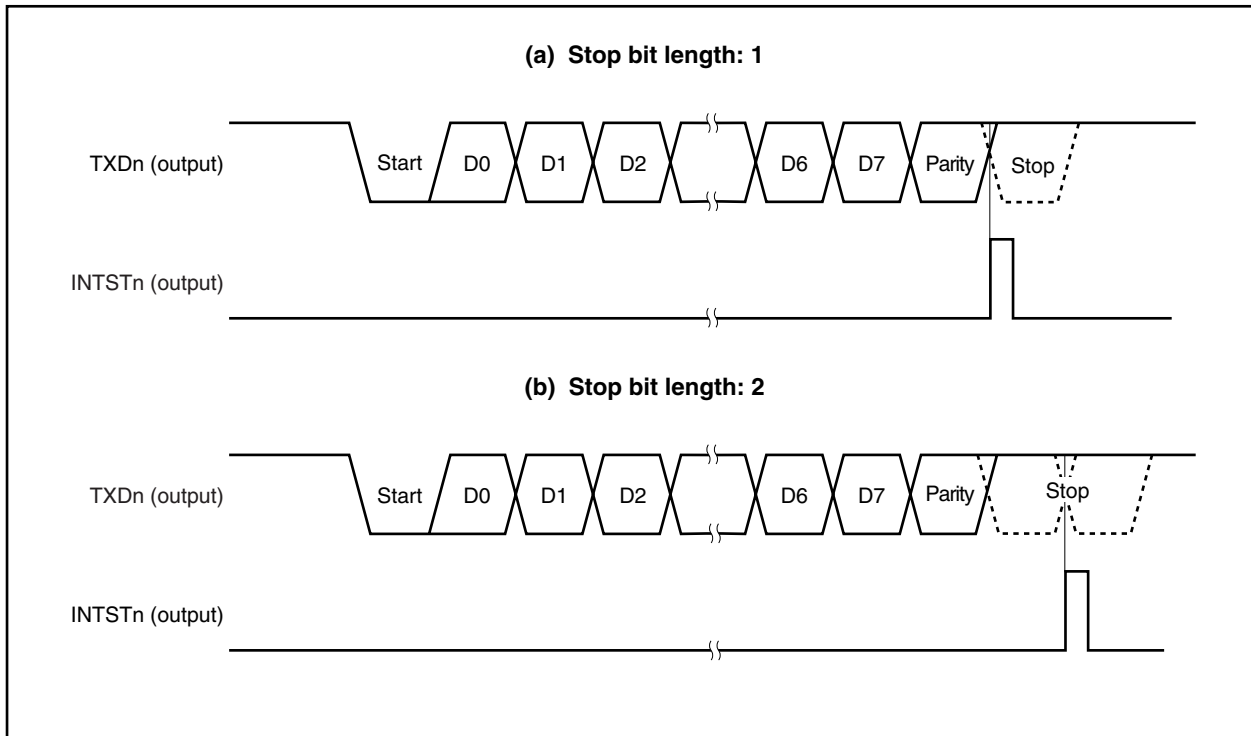 (a) Stop bit length: 1
TXDn (output)
Start D0 D1 D2 D6 D7 Parity Stop
INTSTn (output)
(b) Stop bit length: 2
TXDn (output)
Start D0 D1 D2 D6 D7 Parity Stop
INTSTn (output)